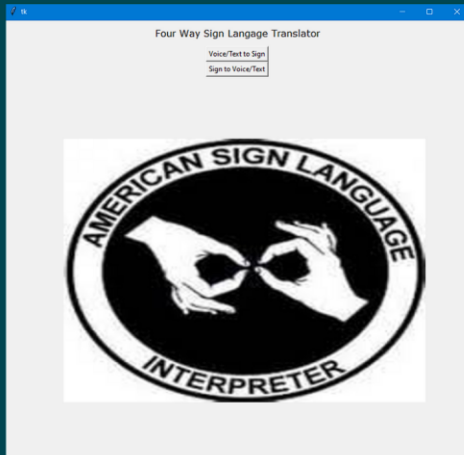 tk
Four Way Sign Langage Translator
Voice/Text to Sign
Sign to Voice/Text
AMERICAN SIGN LANGUAGE
INTERPRETER